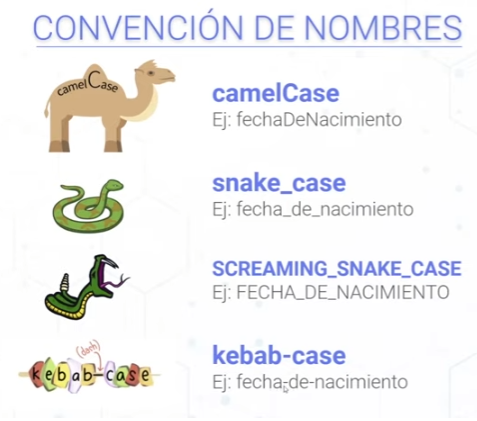 CONVENCIÓN DE NOMBRES
camelCase
camelCase
Ej: fechaDeNacimiento
snake_case
Ej: fecha_de_nacimiento
SCREAMING_SNAKE_CASE
Ej: FECHA_DE_NACIMIENTO
(dash)
kebab-case
kebab-case
Ej: fecha-de-nacimiento